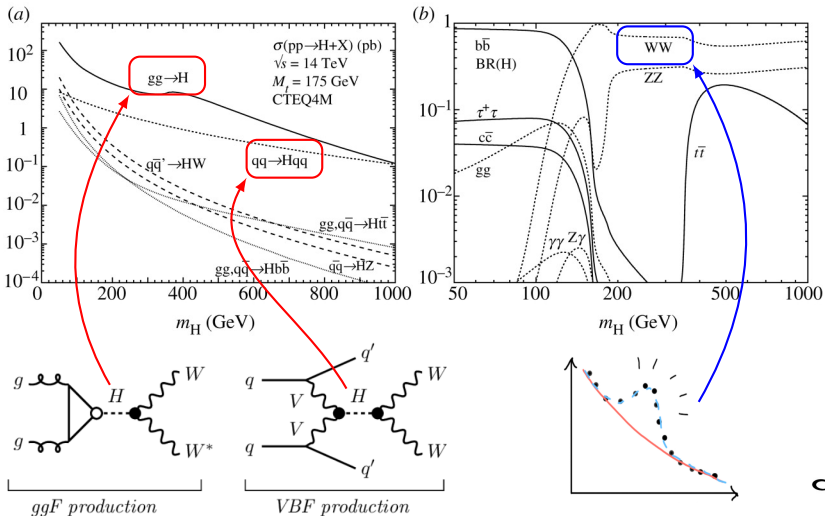 (a)
10²
10
1
10⁻¹
10⁻²
10⁻³
10⁻⁴
0
200
400
600
800
1000
m_H (GeV)
σ(pp→H+X) (pb)
√s = 14 TeV
M_t = 175 GeV
CTEQ4M
gg→H
qq→Hqq
qq̄'→HW
gg,qq̄→Htt̄
gg,qq̄→Hbb̄
qq̄→HZ
(b)
1
10⁻¹
10⁻²
10⁻³
50
100
200
500
1000
m_H (GeV)
bb̄
BR(H)
WW
ZZ
τ⁺τ
cc̄
gg
tt̄
γγ
Zγ
g
g
H
W
W*
ggF production
q
q
V
V
q′
q′
H
W
W
VBF production